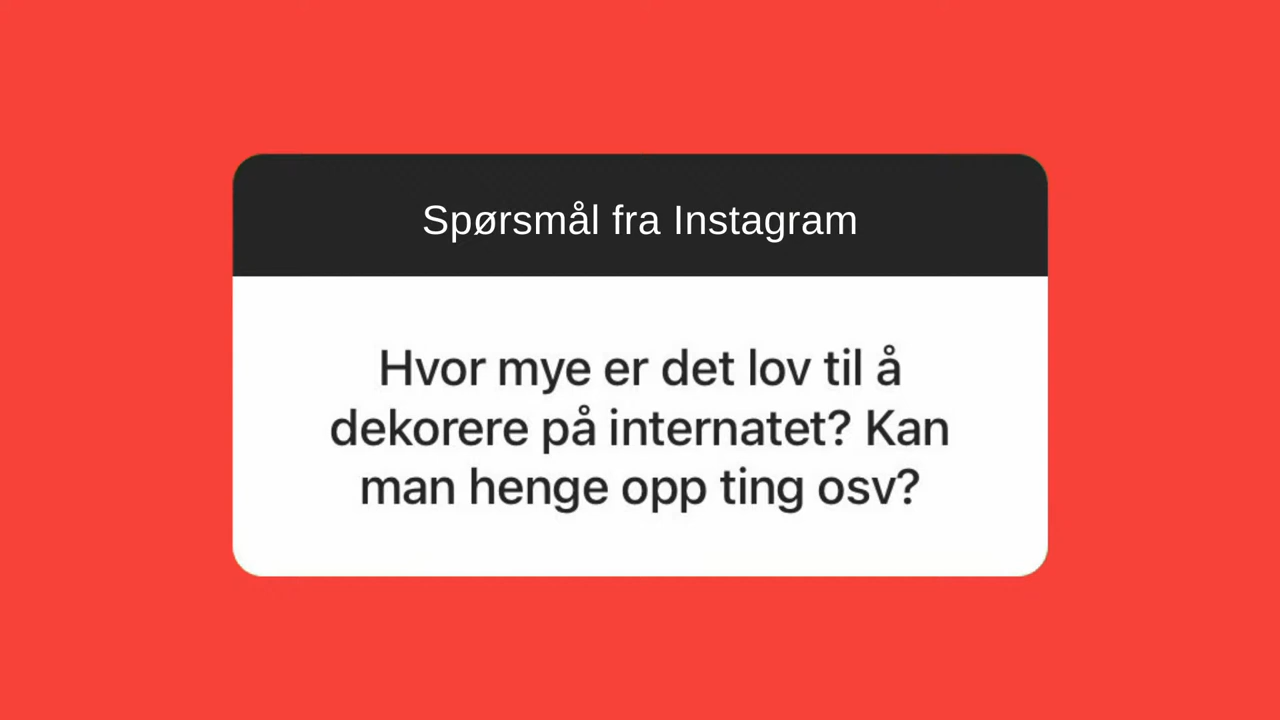 Spørsmål fra Instagram
Hvor mye er det lov til å
dekorere på internatet? Kan
man henge opp ting osv?